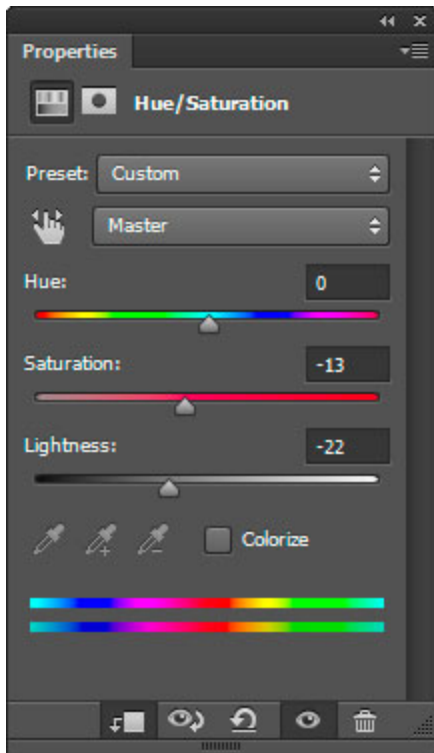 Properties
Hue/Saturation
Preset: Custom
Master
Hue: 0
Saturation: -13
Lightness: -22
Colorize